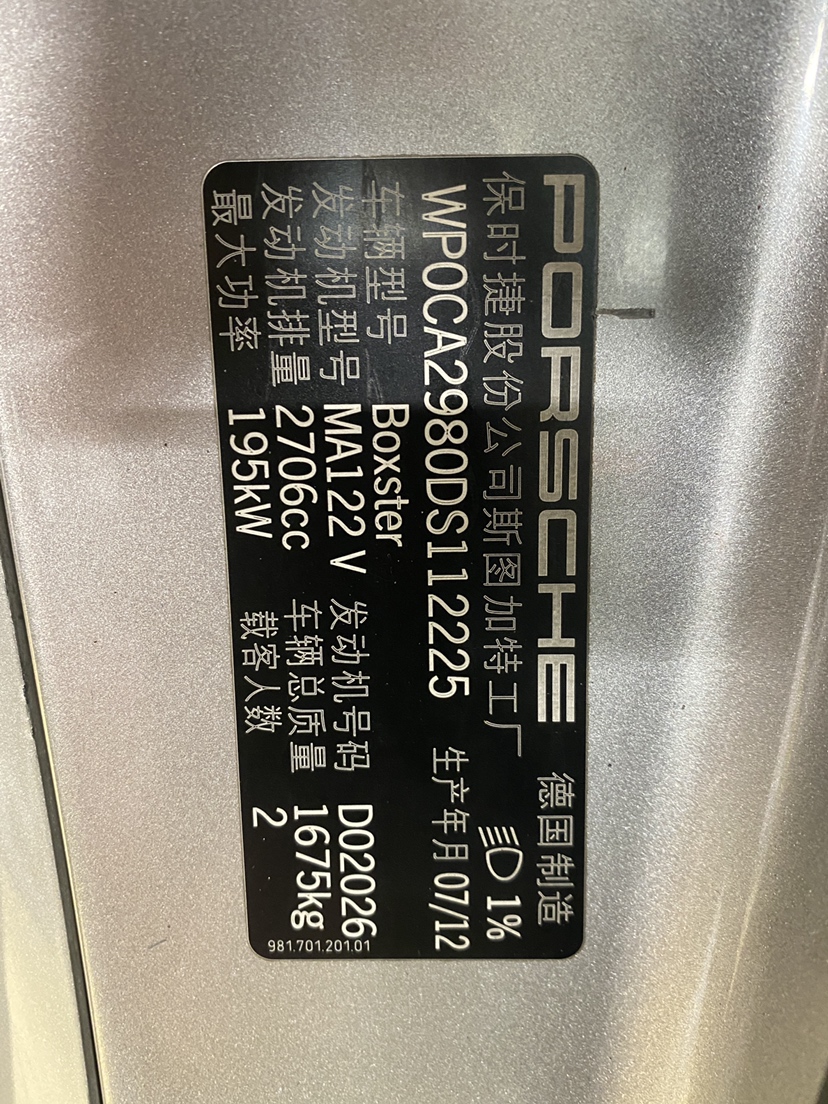 PORSCHE 德国制造
保时捷股份公司斯图加特工厂 1%
WP0CA2980DS112225 生产年月 07/12
车辆型号 Boxster
发动机型号 MA122 V 发动机号码 D02026
发动机排量 2706cc 车辆总质量 1675kg
最大功率 195kW 载客人数 2
981.701.201.01